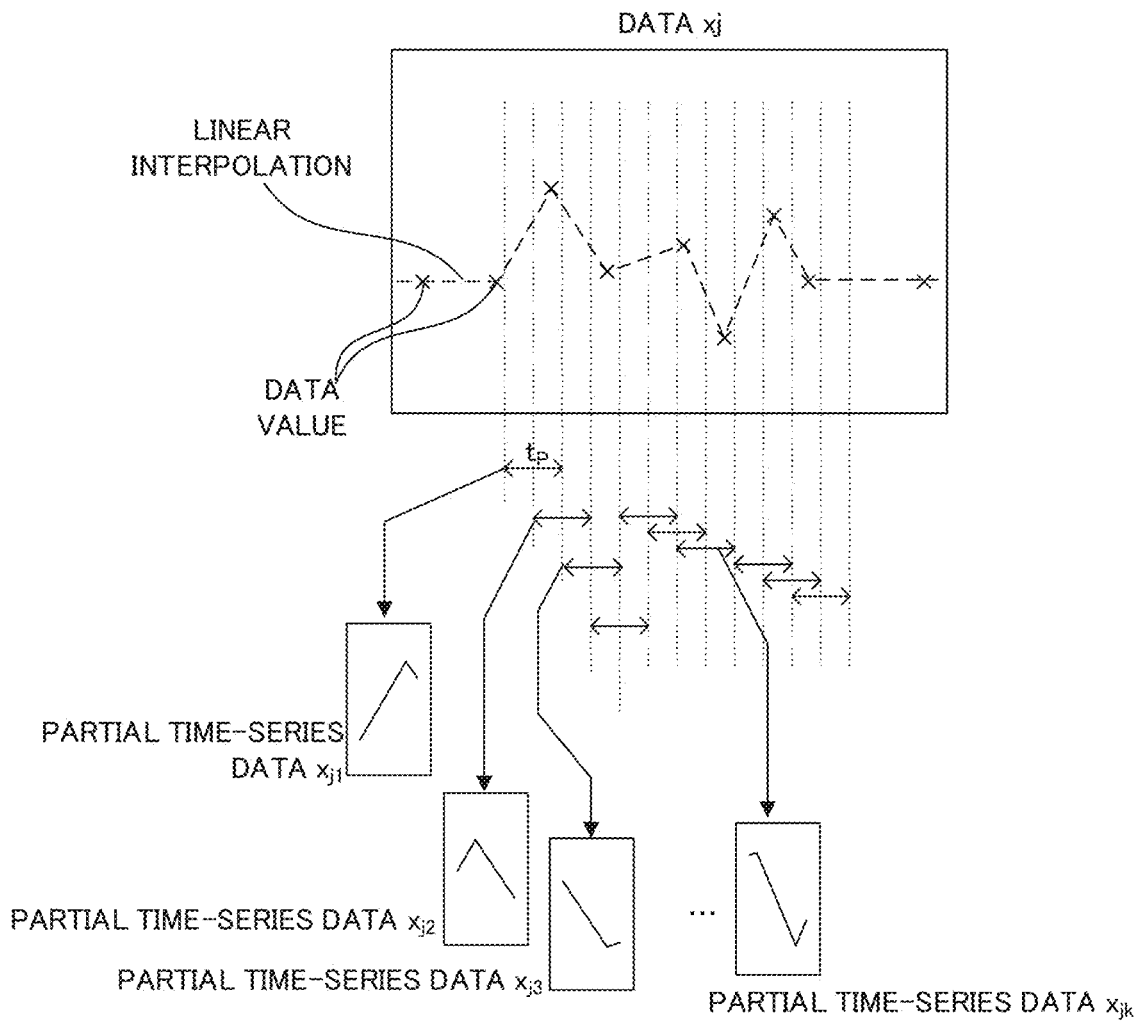 DATA xj
LINEAR
INTERPOLATION
DATA
VALUE
tP
PARTIAL TIME-SERIES
DATA xj1
PARTIAL TIME-SERIES DATA xj2
PARTIAL TIME-SERIES DATA xj3
...
PARTIAL TIME-SERIES DATA xjk